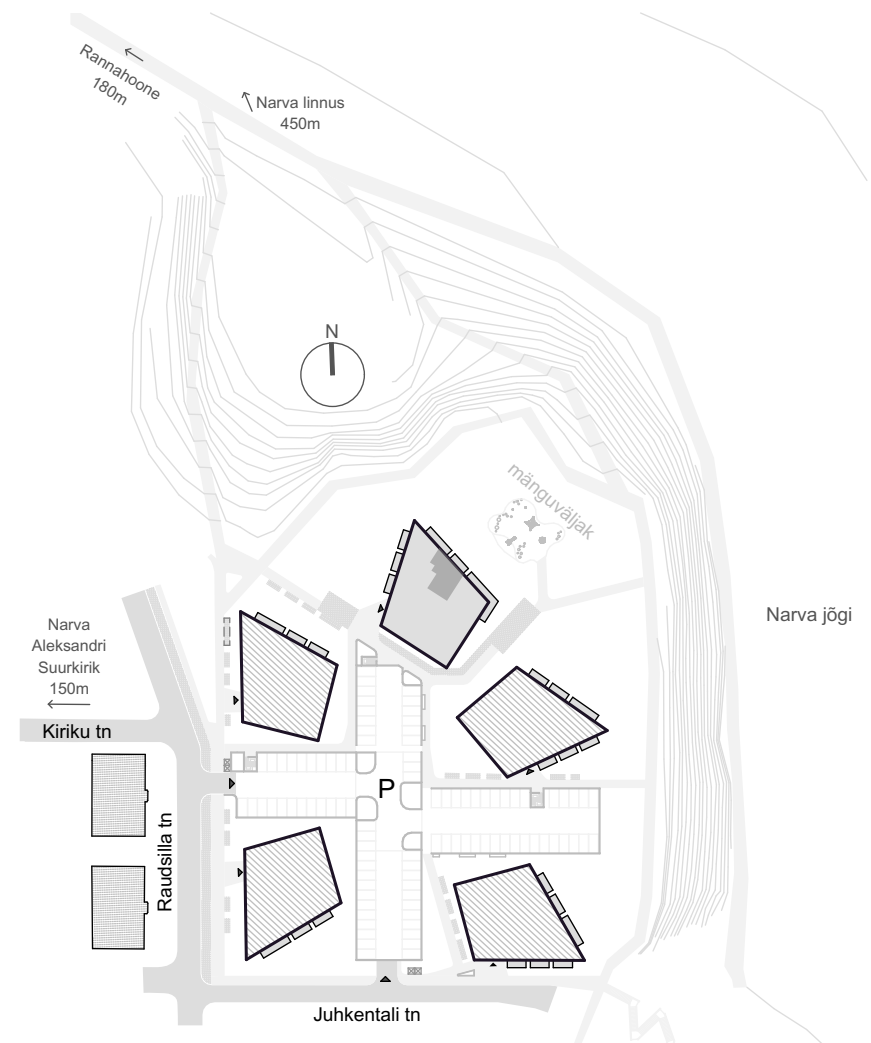 Rannahoone
180m
Narva linnus
450m
N
mänguväljak
Narva jõgi
Narva
Aleksandri
Suurkirik
150m
Kiriku tn
P
Raudsilla tn
Juhkentali tn